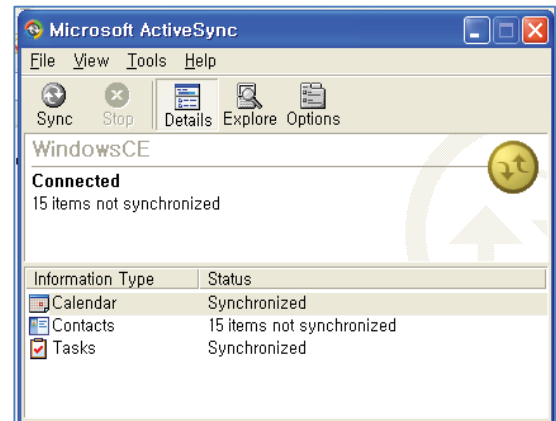 Microsoft ActiveSync
File View Tools Help
Sync Stop Details Explore Options
WindowsCE
Connected
15 items not synchronized
Information Type Status
Calendar Synchronized
Contacts 15 items not synchronized
Tasks Synchronized